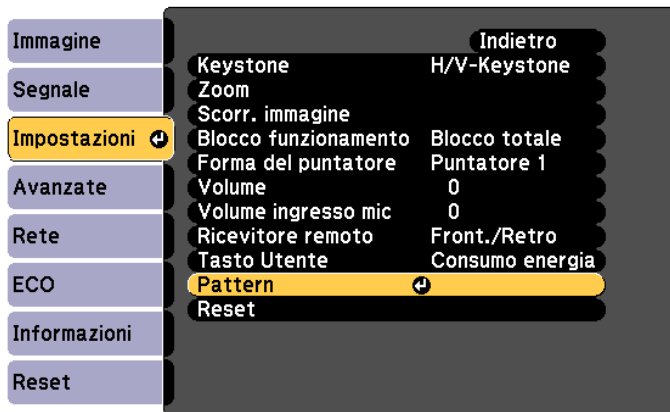 Immagine
Segnale
Impostazioni
Avanzate
Rete
ECO
Informazioni
Reset
Indietro
Keystone H/V-Keystone
Zoom
Scorr. immagine
Blocco funzionamento Blocco totale
Forma del puntatore Puntatore 1
Volume 0
Volume ingresso mic 0
Ricevitore remoto Front./Retro
Tasto Utente Consumo energia
Pattern
Reset